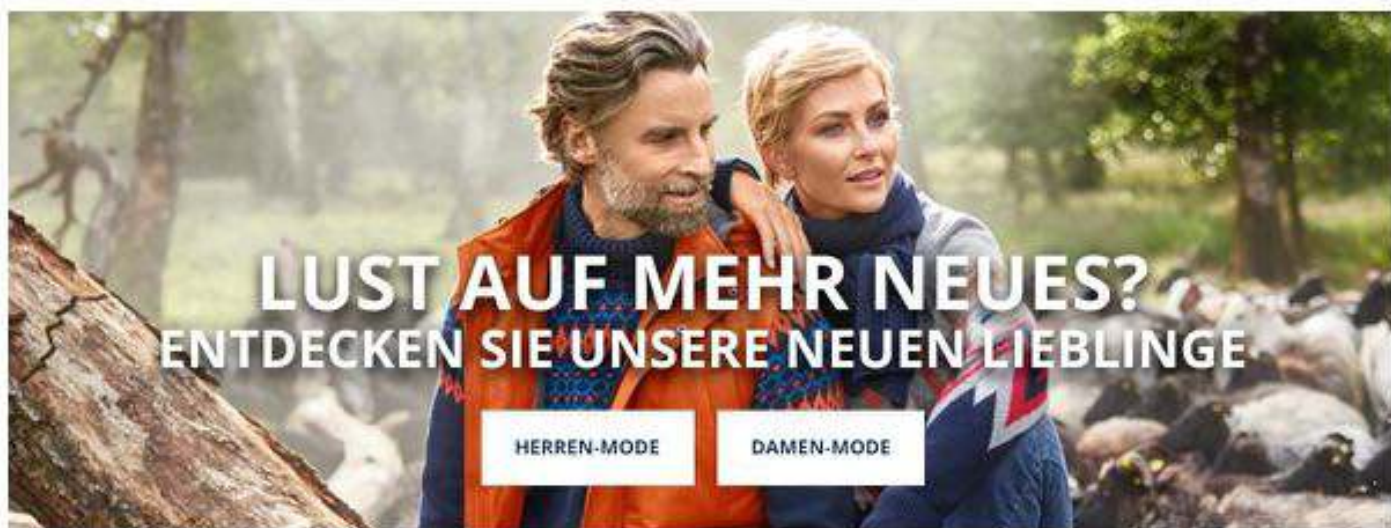 LUST AUF MEHR NEUES?
ENTDECKEN SIE UNSERE NEUEN LIEBLINGE
HERREN-MODE
DAMEN-MODE